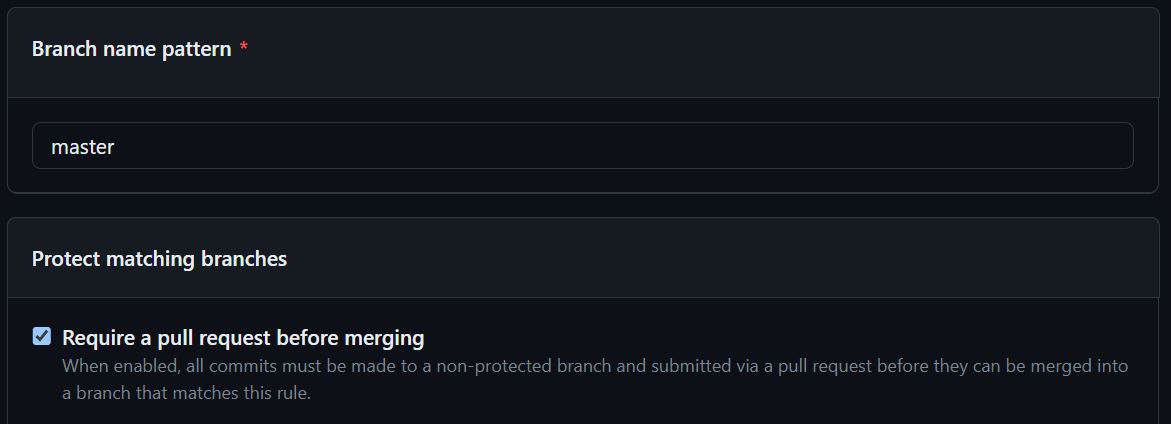 Branch name pattern *
master
Protect matching branches
Require a pull request before merging
When enabled, all commits must be made to a non-protected branch and submitted via a pull request before they can be merged into
a branch that matches this rule.